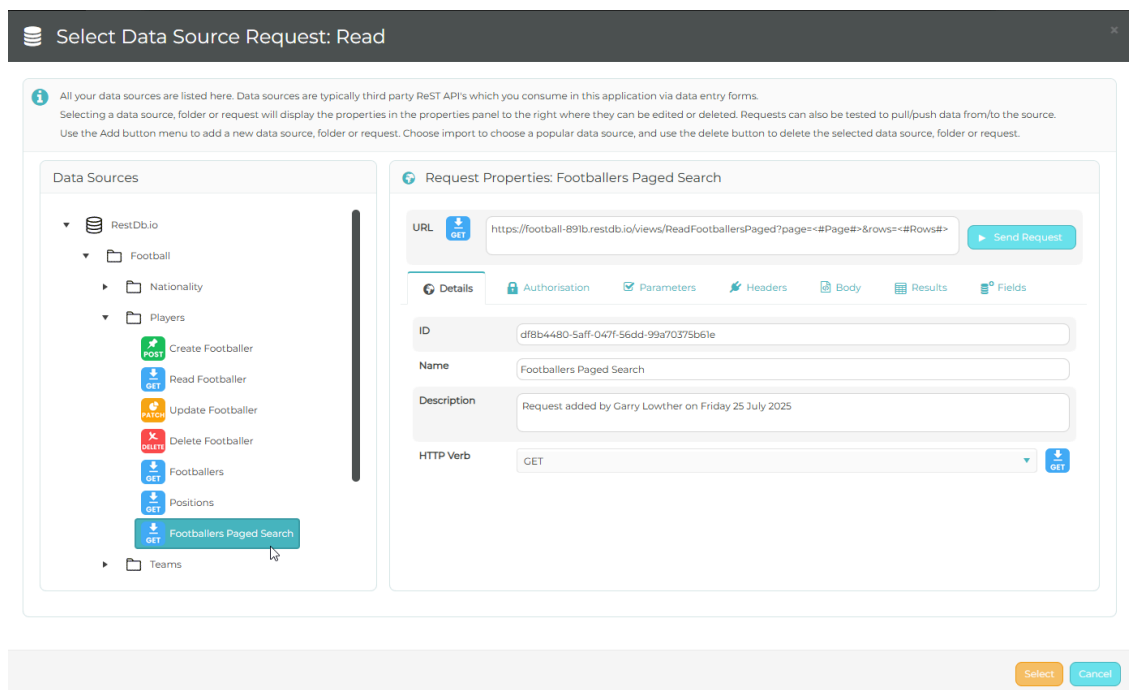 Select Data Source Request: Read
×
All your data sources are listed here. Data sources are typically third party ReST API's which you consume in this application via data entry forms.
Selecting a data source, folder or request will display the properties in the properties panel to the right where they can be edited or deleted. Requests can also be tested to pull/push data from/to the source.
Use the Add button menu to add a new data source, folder or request. Choose import to choose a popular data source, and use the delete button to delete the selected data source, folder or request.
Data Sources
RestDb.io
Football
Nationality
Players
POST Create Footballer
GET Read Footballer
PATCH Update Footballer
DELETE Delete Footballer
GET Footballers
GET Positions
GET Footballers Paged Search
Teams
Request Properties: Footballers Paged Search
URL GET https://football-891b.restdb.io/views/ReadFootballersPaged?page=<#Page#>&rows=<#Rows#> Send Request
Details Authorisation Parameters Headers Body Results Fields
ID df8b4480-5aff-047f-56dd-99a70375b61e
Name Footballers Paged Search
Description Request added by Garry Lowther on Friday 25 July 2025
HTTP Verb GET GET
Select Cancel